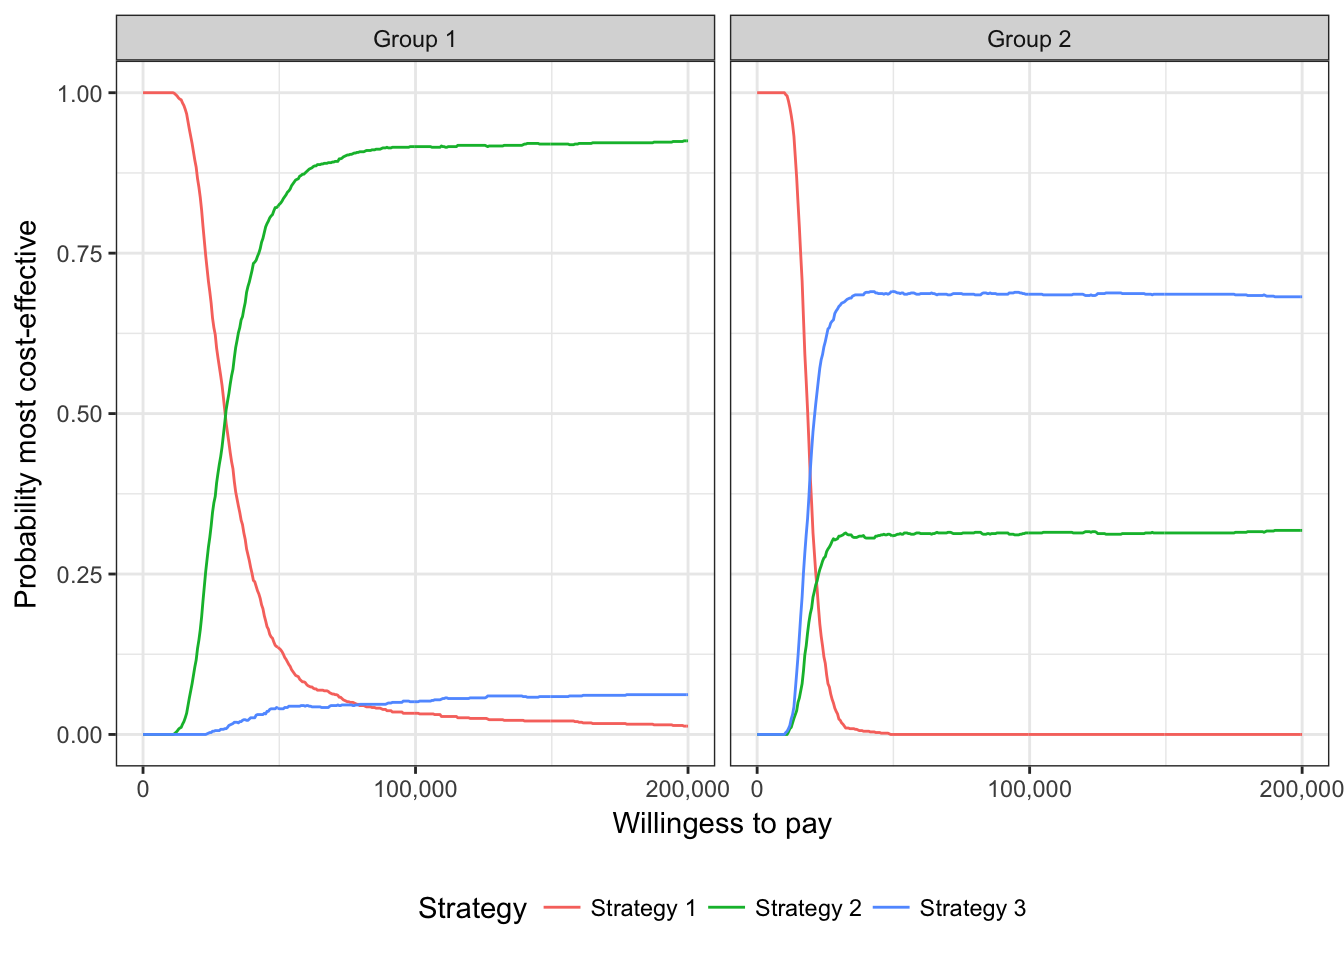 Group 1
Group 2
Probability most cost-effective
1.00
0.75
0.50
0.25
0.00
0 100,000 200,000 0 100,000 200,000
Willingess to pay
Strategy Strategy 1 Strategy 2 Strategy 3